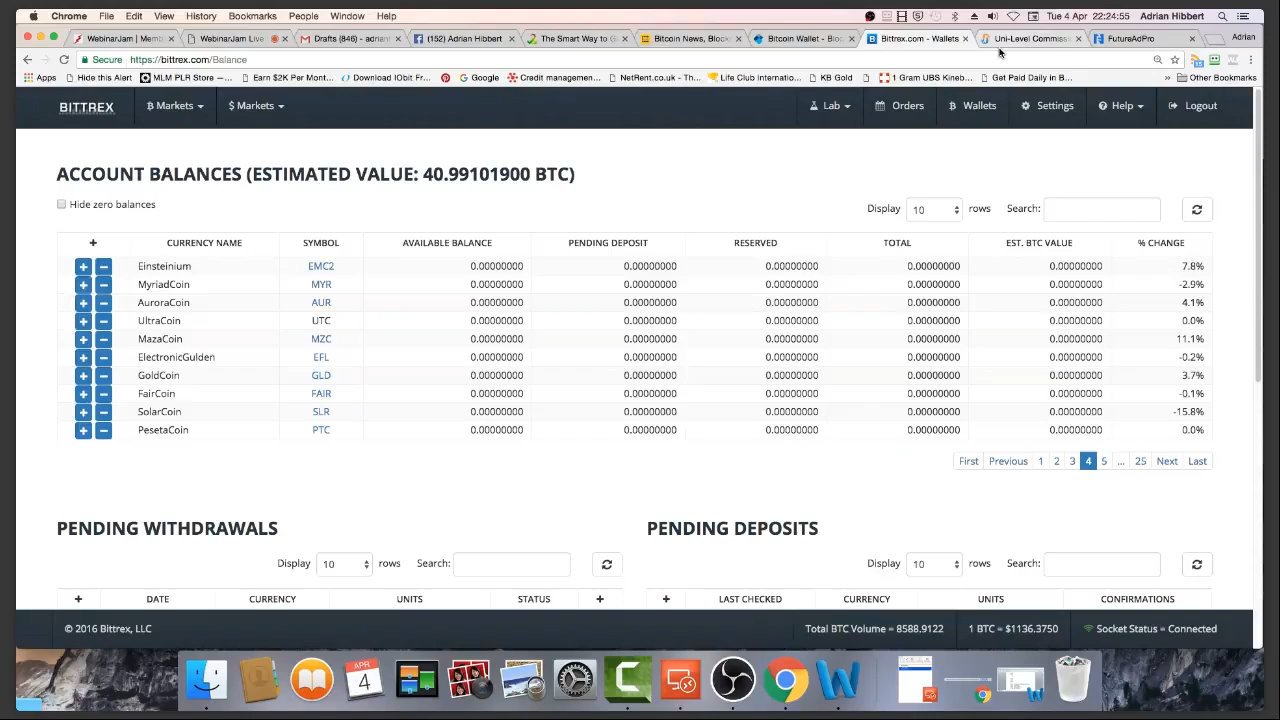 Chrome File Edit View History Bookmarks People Window Help Tue 4 Apr 22:24:55 Adrian Hibbert
WebinarJam | Mem WebinarJam Live Drafts (846) - adrian (152) Adrian Hibbert The Smart Way to G Bitcoin News, Block Bitcoin Wallet - Bloc Bittrex.com - Wallets Uni-Level Commiss FutureAdPro Adrian
Secure https://bittrex.com/Balance
Apps Hide this Alert MLM PLR Store —... Earn $2K Per Mont... Download IObit Fr... Google Credit managemen... NetRent.co.uk - Th... Life Club Internatio... KB Gold 1 Gram UBS Kineb... Get Paid Daily in B... » Other Bookmarks
BITTREX Markets $ Markets Lab Orders Wallets Settings Help Logout
ACCOUNT BALANCES (ESTIMATED VALUE: 40.99101900 BTC)
Hide zero balances
Display 10 rows Search:
+ CURRENCY NAME SYMBOL AVAILABLE BALANCE PENDING DEPOSIT RESERVED TOTAL EST. BTC VALUE % CHANGE
+ − Einsteinium EMC2 0.00000000 0.00000000 0.00000000 0.00000000 0.00000000 7.8%
+ − MyriadCoin MYR 0.00000000 0.00000000 0.00000000 0.00000000 0.00000000 -2.9%
+ − AuroraCoin AUR 0.00000000 0.00000000 0.00000000 0.00000000 0.00000000 4.1%
+ − UltraCoin UTC 0.00000000 0.00000000 0.00000000 0.00000000 0.00000000 0.0%
+ − MazaCoin MZC 0.00000000 0.00000000 0.00000000 0.00000000 0.00000000 11.1%
+ − ElectronicGulden EFL 0.00000000 0.00000000 0.00000000 0.00000000 0.00000000 -0.2%
+ − GoldCoin GLD 0.00000000 0.00000000 0.00000000 0.00000000 0.00000000 3.7%
+ − FairCoin FAIR 0.00000000 0.00000000 0.00000000 0.00000000 0.00000000 -0.1%
+ − SolarCoin SLR 0.00000000 0.00000000 0.00000000 0.00000000 0.00000000 -15.8%
+ − PesetaCoin PTC 0.00000000 0.00000000 0.00000000 0.00000000 0.00000000 0.0%
First Previous 1 2 3 4 5 ... 25 Next Last
PENDING WITHDRAWALS
Display 10 rows Search:
+ DATE CURRENCY UNITS STATUS +
PENDING DEPOSITS
Display 10 rows Search:
+ LAST CHECKED CURRENCY UNITS CONFIRMATIONS
© 2016 Bittrex, LLC Total BTC Volume = 8588.9122 1 BTC = $1136.3750 Socket Status = Connected
APR
4